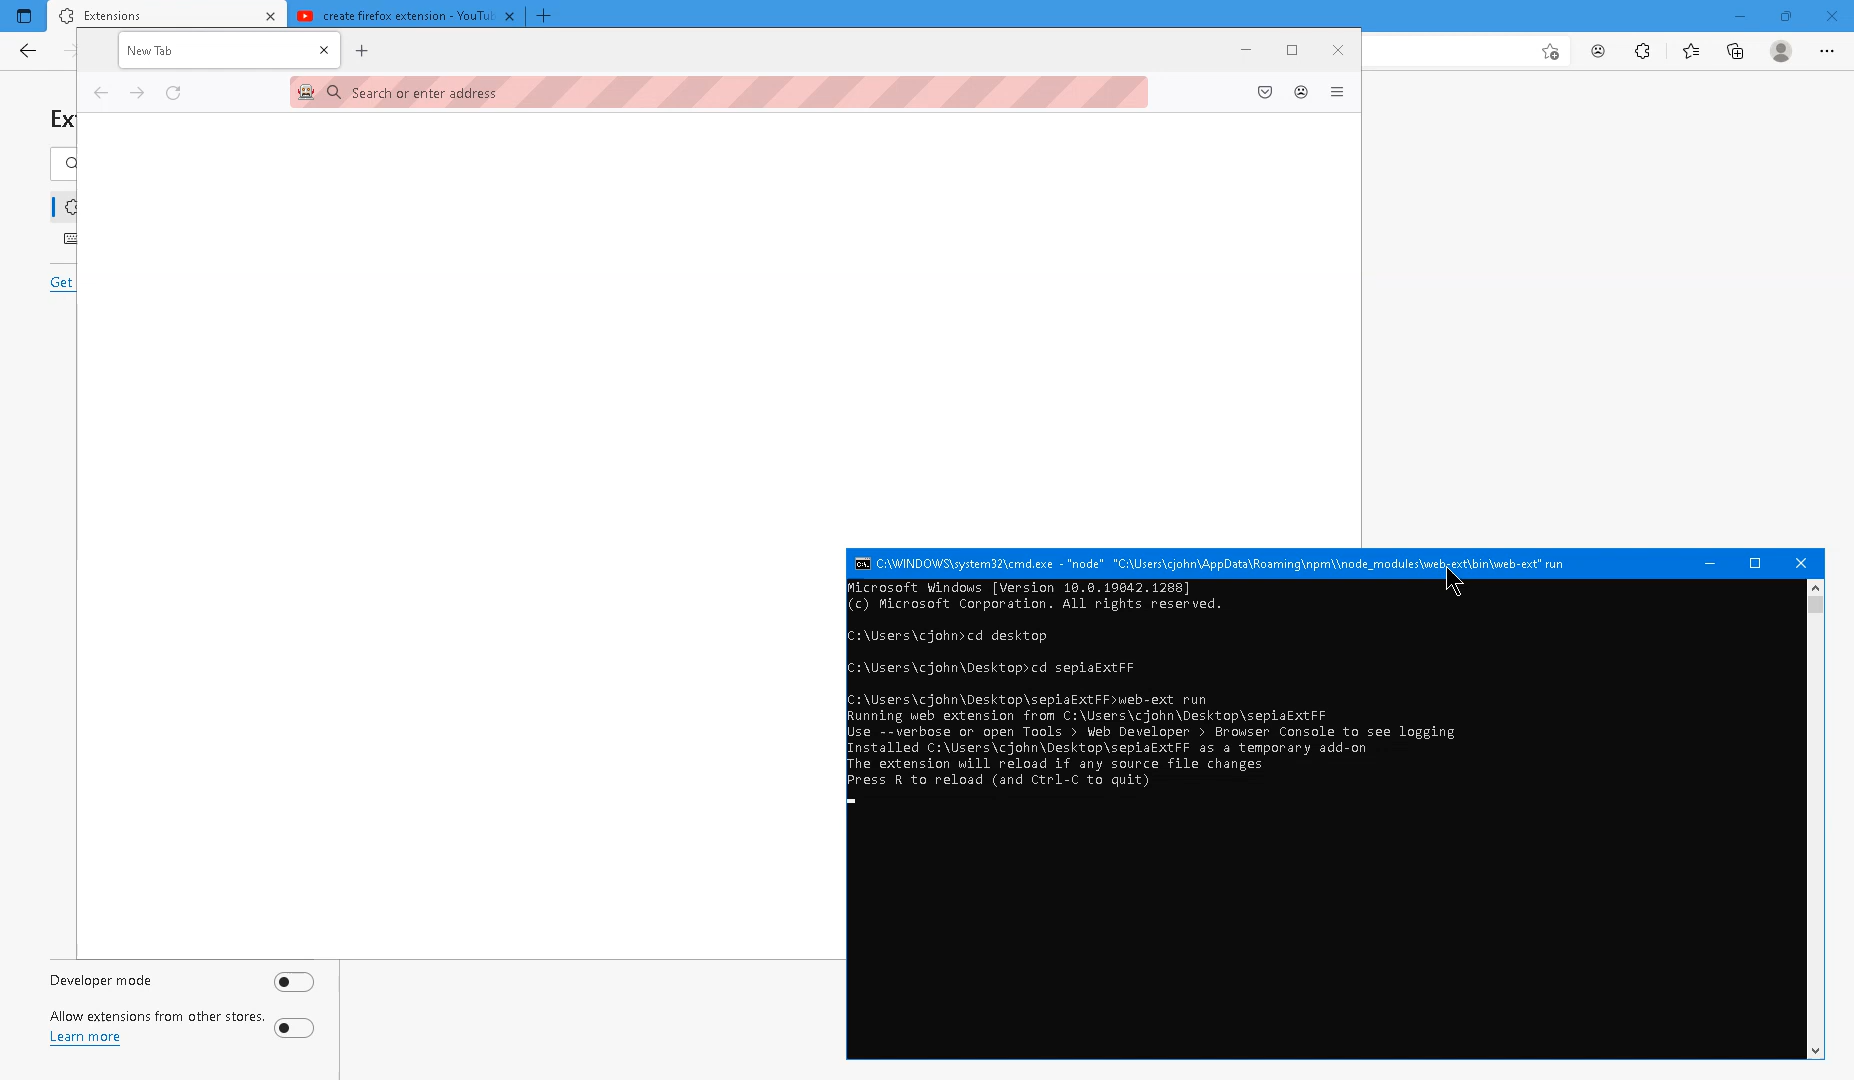 Extensions
create firefox extension - YouTub
New Tab
Search or enter address
Ext
Get
C:\WINDOWS\system32\cmd.exe - "node" "C:\Users\cjohn\AppData\Roaming\npm\\node_modules\web-ext\bin\web-ext" run
Microsoft Windows [Version 10.0.19042.1288]
(c) Microsoft Corporation. All rights reserved.
C:\Users\cjohn>cd desktop
C:\Users\cjohn\Desktop>cd sepiaExtFF
C:\Users\cjohn\Desktop\sepiaExtFF>web-ext run
Running web extension from C:\Users\cjohn\Desktop\sepiaExtFF
Use --verbose or open Tools > Web Developer > Browser Console to see logging
Installed C:\Users\cjohn\Desktop\sepiaExtFF as a temporary add-on
The extension will reload if any source file changes
Press R to reload (and Ctrl-C to quit)
Developer mode
Allow extensions from other stores.
Learn more